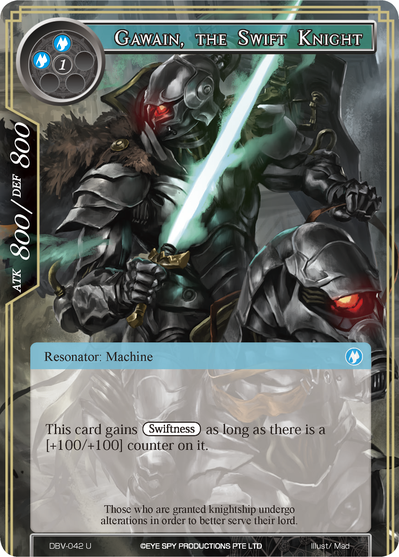 GAWAIN, THE SWIFT KNIGHT
1
ATK 800/DEF 800
Resonator: Machine
This card gains Swiftness as long as there is a
[+100/+100] counter on it.
Those who are granted knighthood undergo
alterations in order to better serve their lord.
DBV-042 U ©EYE SPY PRODUCTIONS PTE LTD Illust/ Mad